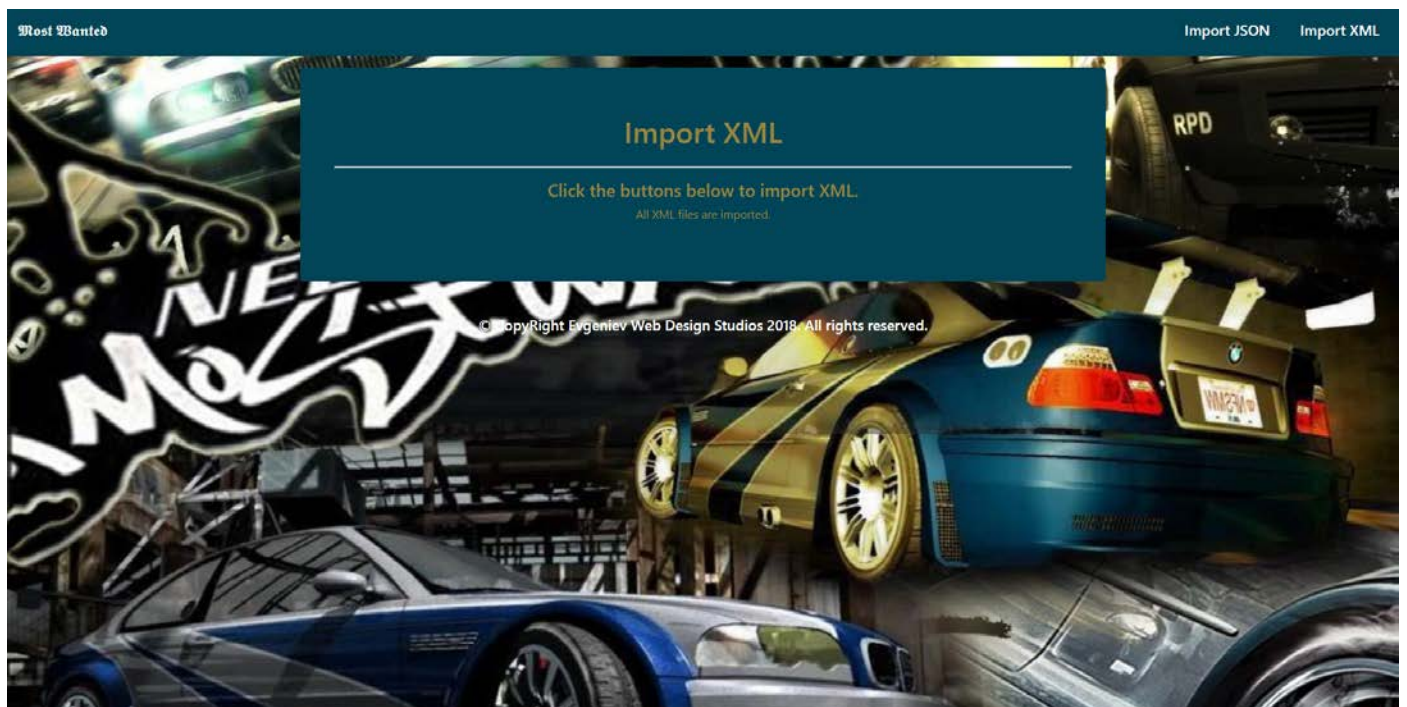 Most Wanted
Import JSON
Import XML
RPD
Import XML
Click the buttons below to import XML.
All XML files are imported.
© CopyRight Evgeniev Web Design Studios 2018. All rights reserved.